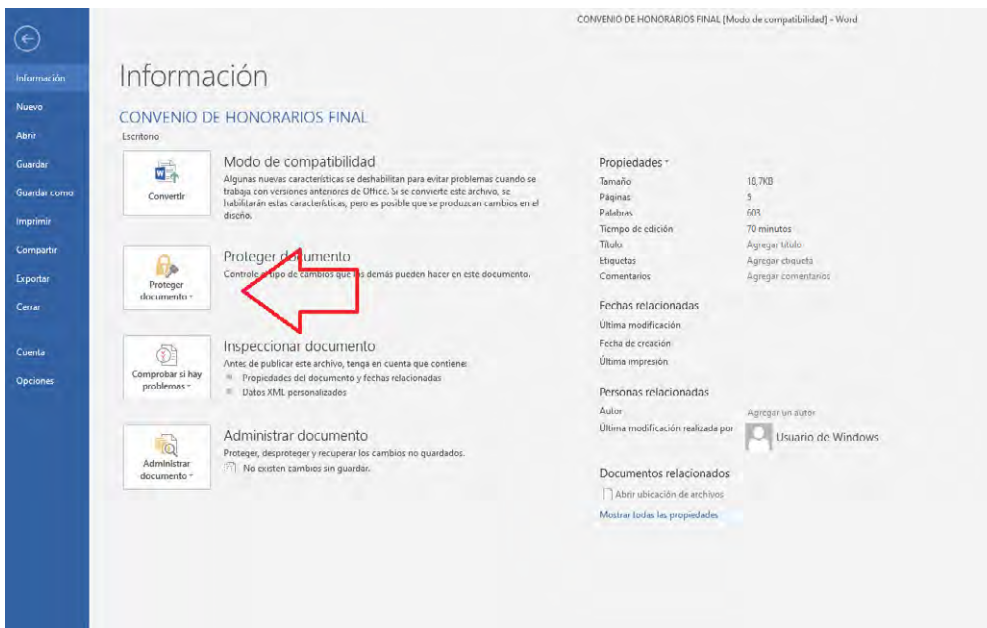 CONVENIO DE HONORARIOS FINAL [Modo de compatibilidad] - Word
Información
Nuevo
Abrir
Guardar
Guardar como
Imprimir
Compartir
Exportar
Cerrar
Cuenta
Opciones
Información
CONVENIO DE HONORARIOS FINAL
Escritorio
Convertir
Modo de compatibilidad
Algunas nuevas características se deshabilitan para evitar problemas cuando se
trabaja con versiones anteriores de Office. Si se convierte este archivo, se
habilitarán estas características, pero es posible que se produzcan cambios en el
diseño.
Proteger
documento
Proteger documento
Controle el tipo de cambios que los demás pueden hacer en este documento.
Comprobar si hay
problemas
Inspeccionar documento
Antes de publicar este archivo, tenga en cuenta que contiene:
Propiedades del documento y fechas relacionadas
Datos XML personalizados
Administrar
documento
Administrar documento
Proteger, desproteger y recuperar los cambios no guardados.
No existen cambios sin guardar.
Propiedades
Tamaño 18,7KB
Páginas
Palabras 603
Tiempo de edición 70 minutos
Título Agregar título
Etiquetas Agregar etiqueta
Comentarios Agregar comentarios
Fechas relacionadas
Última modificación
Fecha de creación
Última impresión
Personas relacionadas
Autor Agregar un autor
Última modificación realizada por Usuario de Windows
Documentos relacionados
Abrir ubicación de archivos
Mostrar todas las propiedades